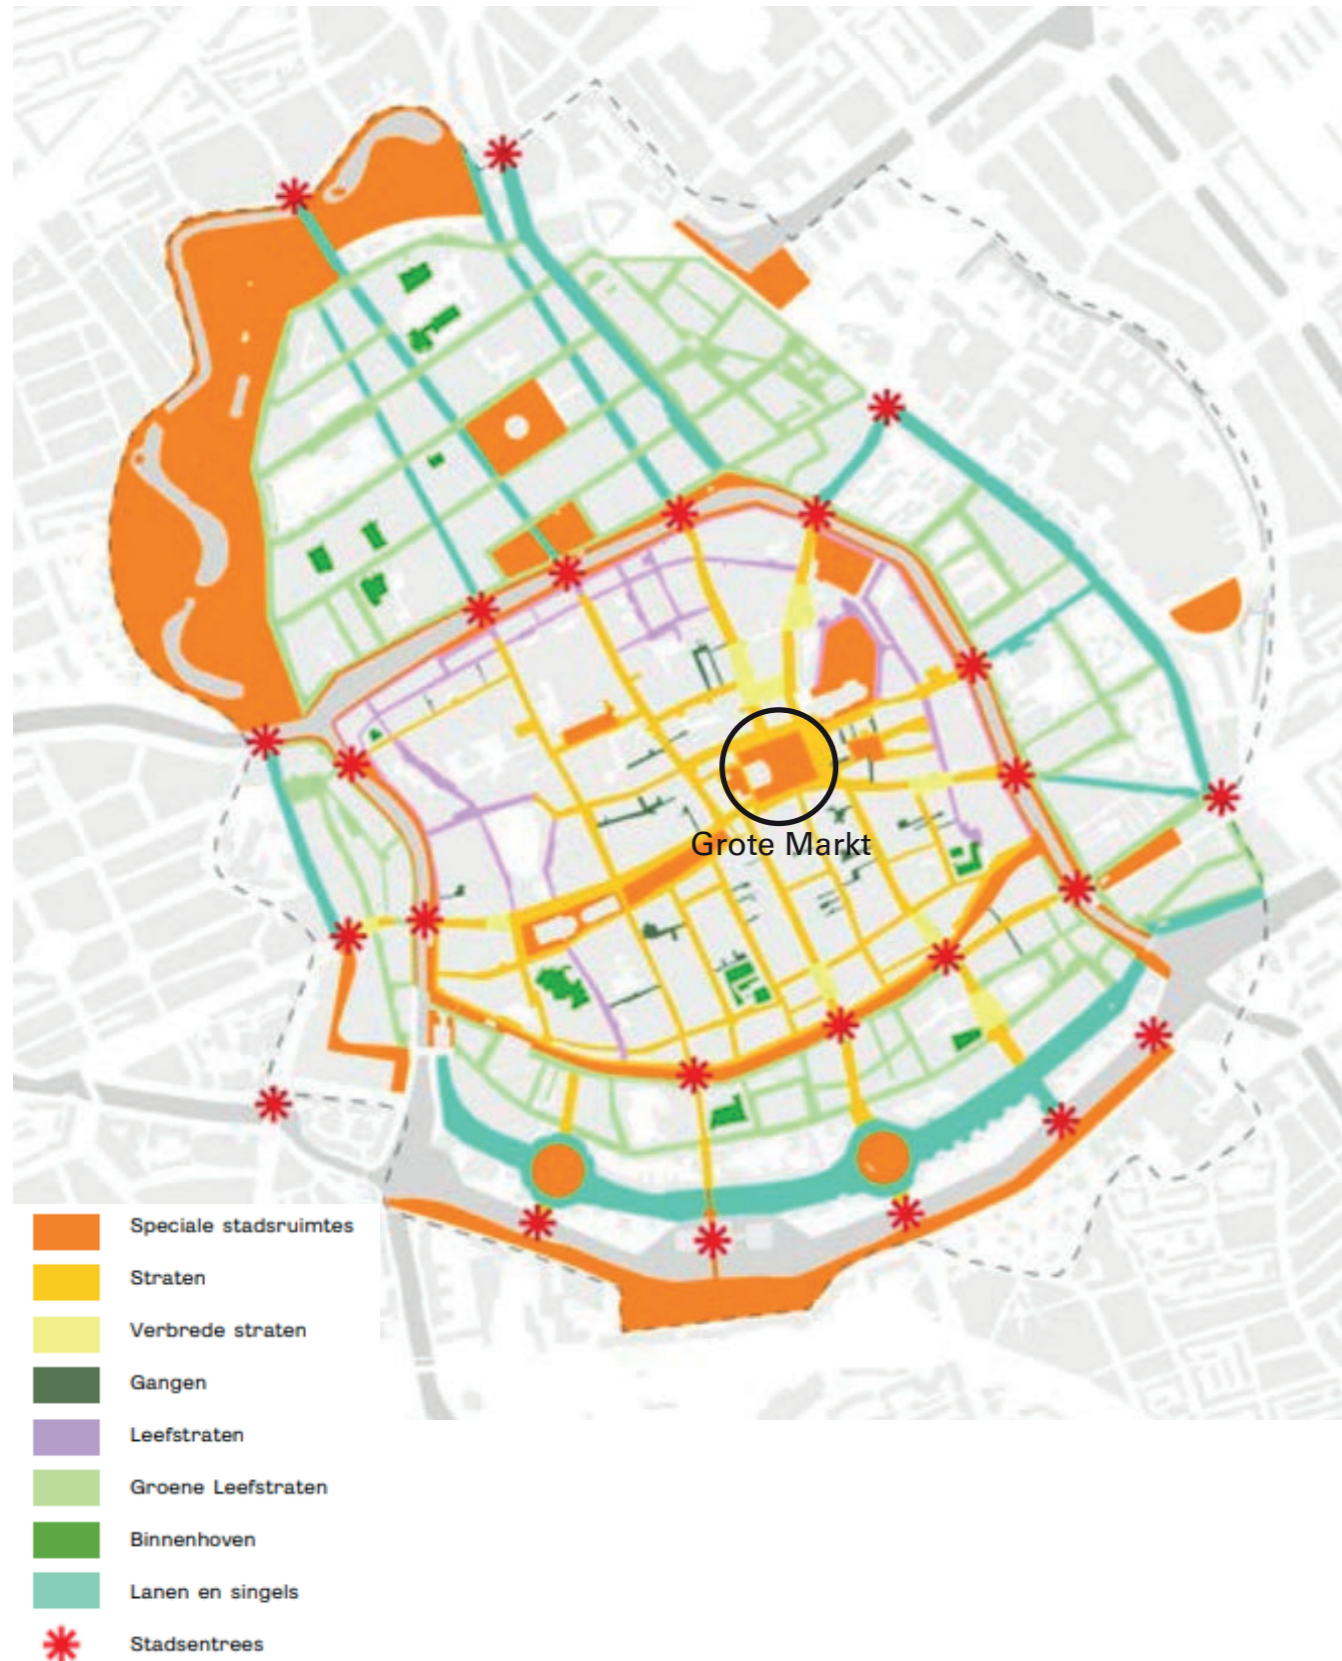 Grote Markt
Speciale stadsruimtes
Straten
Verbrede straten
Gangen
Leefstraten
Groene Leefstraten
Binnenhoven
Lanen en singels
Stadsentrees